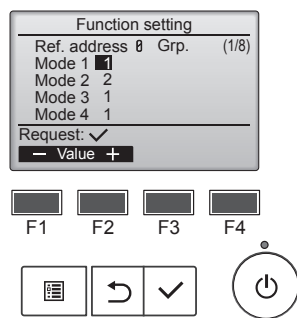 Function setting
Ref. address 0 Grp. (1/8)
Mode 1 1
Mode 2 2
Mode 3 1
Mode 4 1
Request: ✓
− Value +
F1 F2 F3 F4